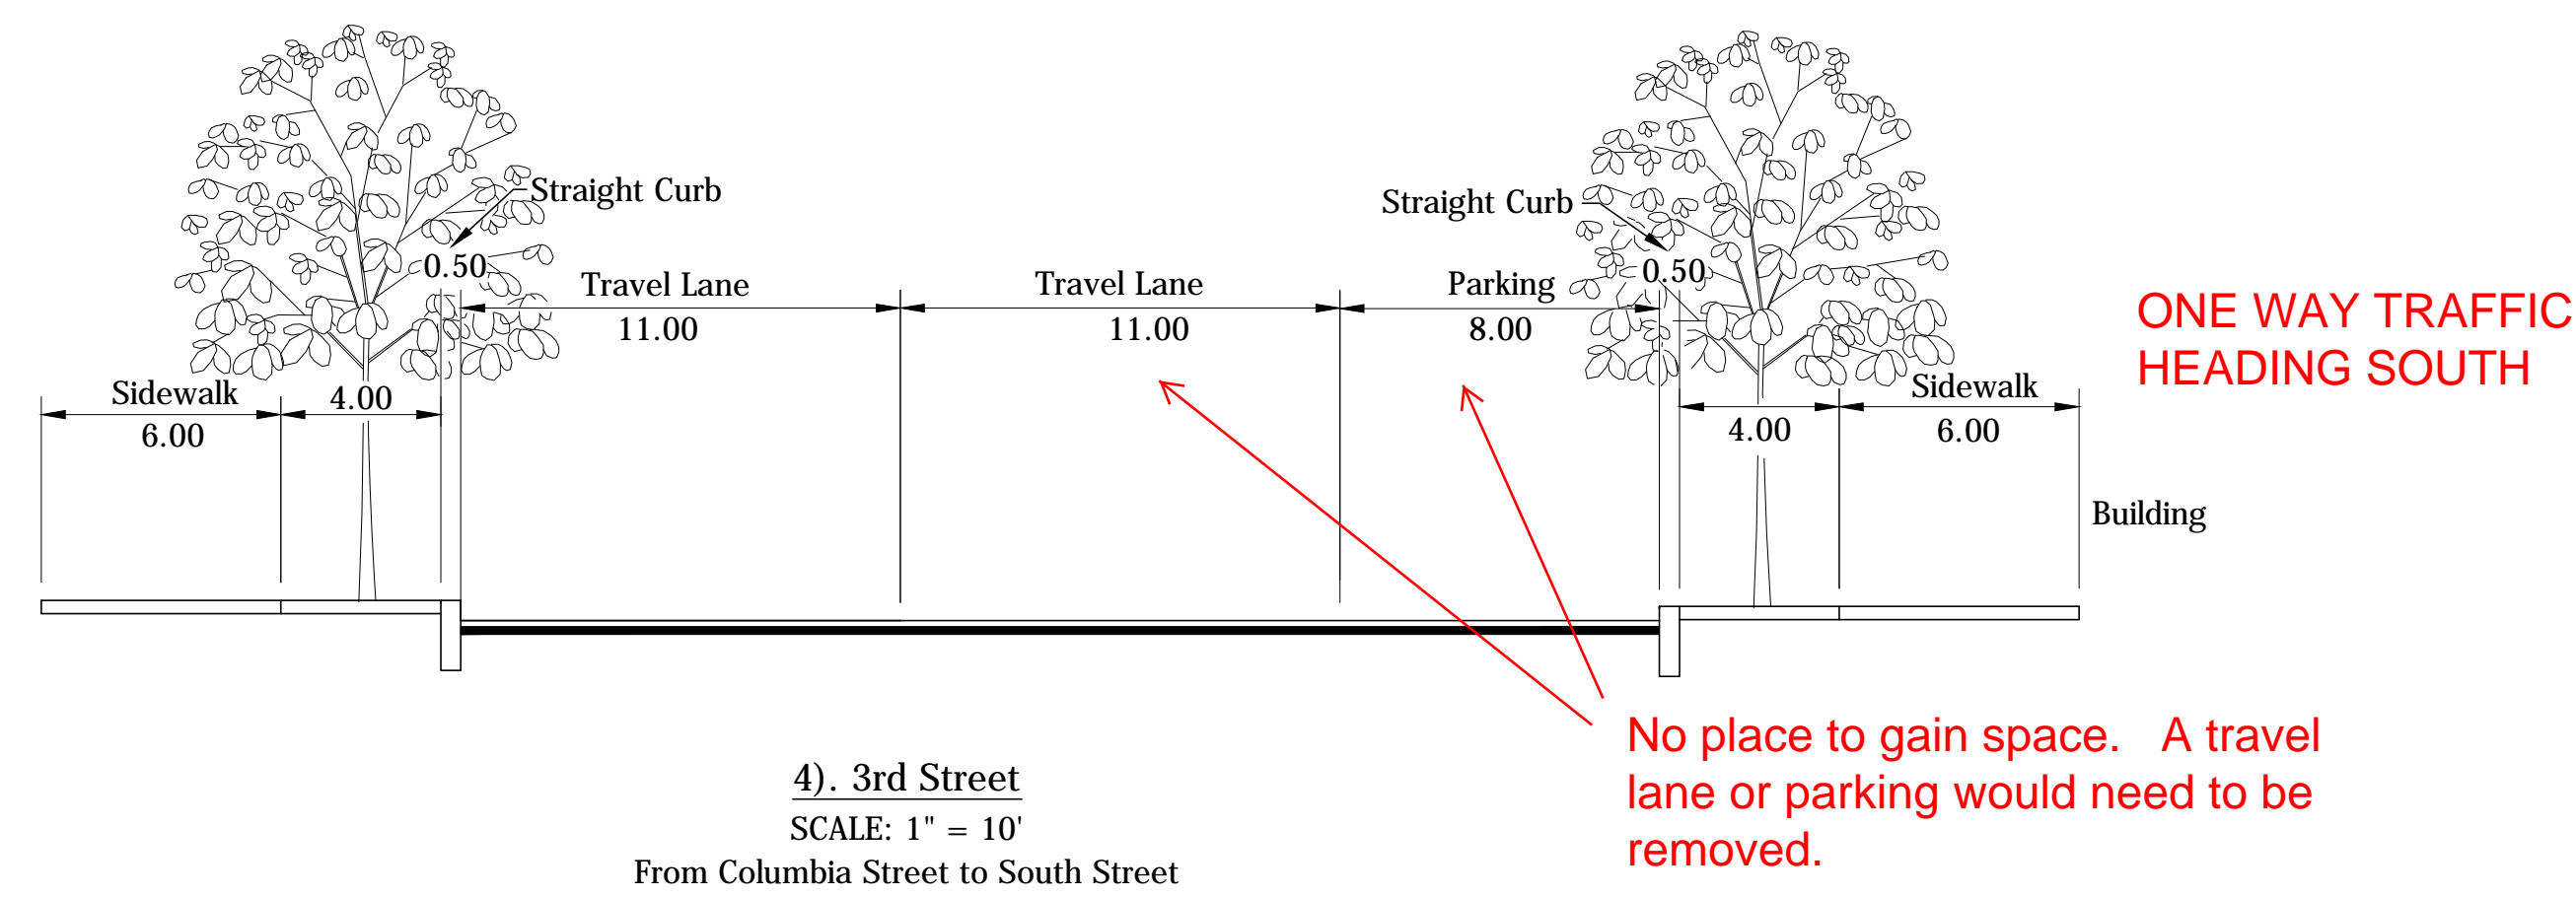 Straight Curb
Straight Curb
0.50
0.50
Travel Lane
Travel Lane
Parking
11.00
11.00
8.00
ONE WAY TRAFFIC
HEADING SOUTH
Sidewalk
4.00
Sidewalk
6.00
4.00
6.00
Building
No place to gain space.   A travel
lane or parking would need to be
removed.
4). 3rd Street
SCALE: 1" = 10'
From Columbia Street to South Street